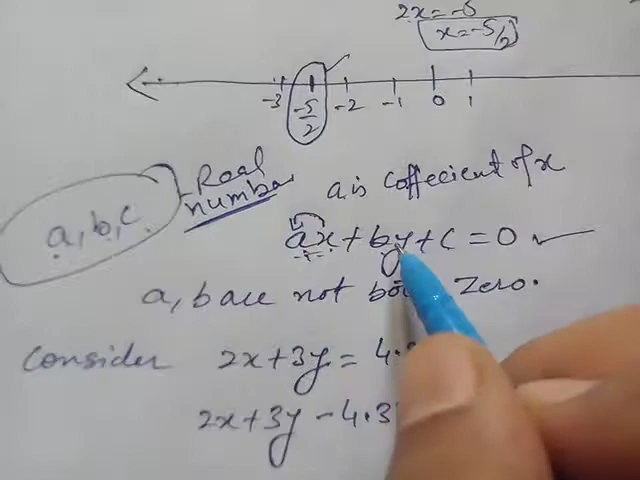 2x = -5
x = -5/2
-3 -5/2 -2 -1 0 1
a, b, c Real number
a is coffecient of x
ax + by + c = 0
a, b are not zero.
Consider 2x + 3y = 4.
2x + 3y - 4.3